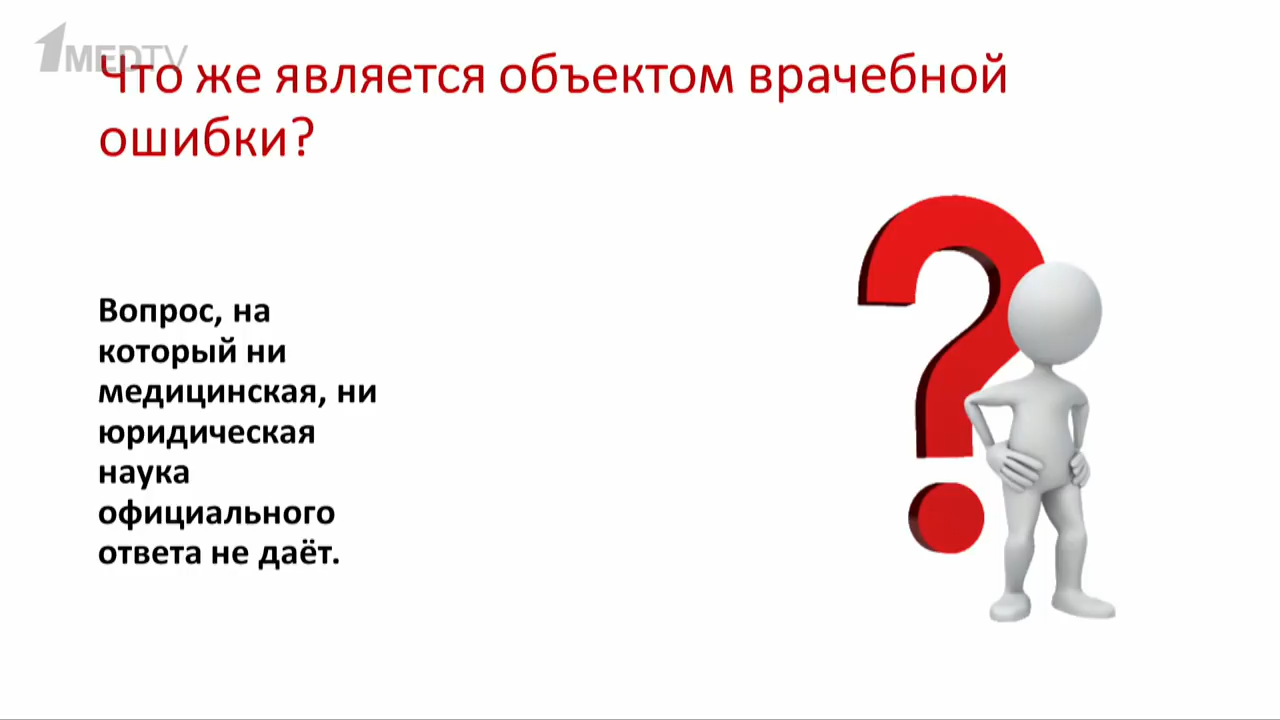 1MEDTV
Что же является объектом врачебной
ошибки?
Вопрос, на
который ни
медицинская, ни
юридическая
наука
официального
ответа не даёт.